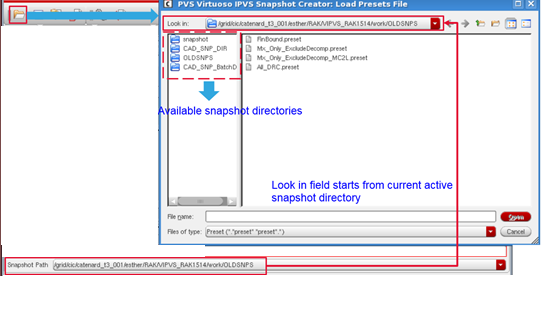 PVS Virtuoso IPVS Snapshot Creator: Load Presets File
Look in:
/grid/cic/catenard_t3_001/esther/RAK/VIPVS_RAK1514/work/OLDSNPS
snapshot
CAD_SNP_DIR
OLDSNPS
CAD_SNP_BatchD
FinBound.preset
Mx_Only_ExcludeDecomp.preset
Mx_Only_ExcludeDecomp_MC2L.preset
All_DRC.preset
Available snapshot directories
Look in field starts from current active
snapshot directory
File name:
Open
Files of type:
Preset (*.*preset* *preset*.*)
Cancel
Snapshot Path
/grid/cic/catenard_t3_001/esther/RAK/VIPVS_RAK1514/work/OLDSNPS